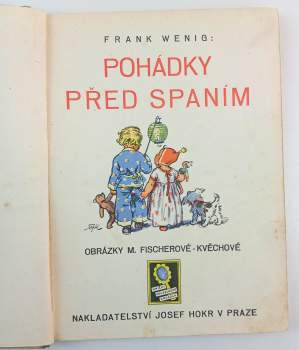 FRANK WENIG:
POHÁDKY
PŘED SPANÍM
OBRÁZKY M. FISCHEROVÉ-KVĚCHOVÉ
NAKLADATELSTVÍ JOSEF HOKR V PRAZE